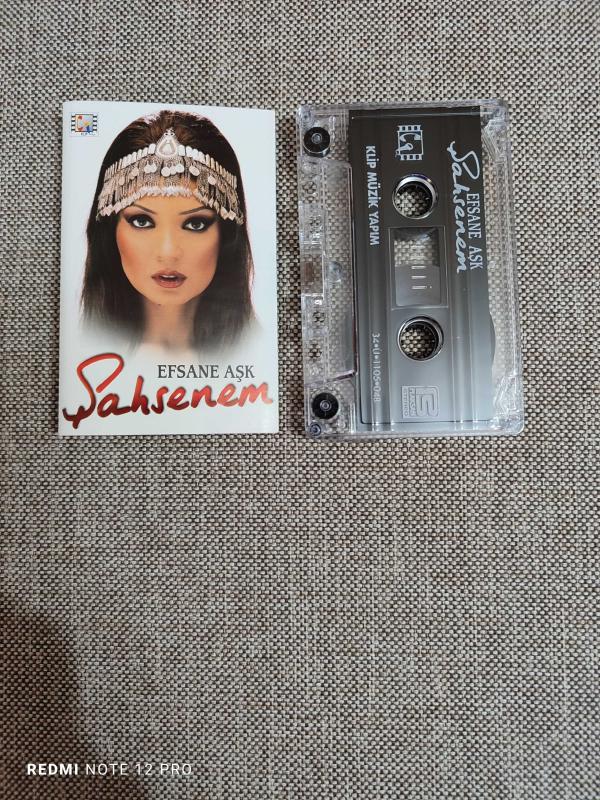 EFSANE AŞK
Şahsenem
EFSANE AŞK
Şahsenem
KLİP MÜZİK YAPIM
REDMI NOTE 12 PRO